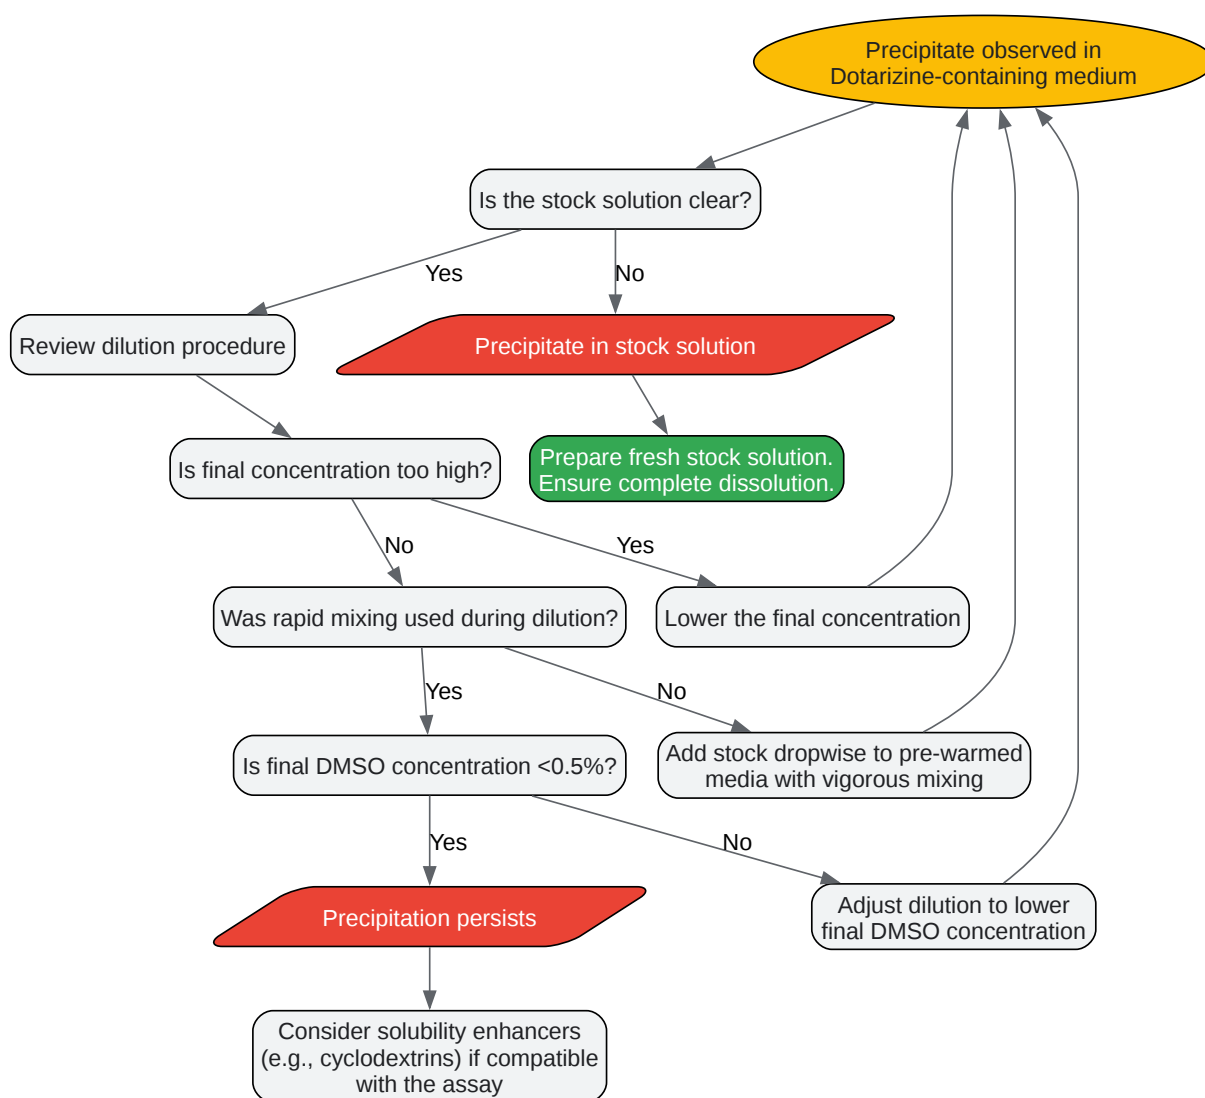 Precipitate observed in
Dotarizine-containing medium
Is the stock solution clear?
Yes
No
Review dilution procedure
Precipitate in stock solution
Is final concentration too high?
Prepare fresh stock solution.
Ensure complete dissolution.
No
Yes
Was rapid mixing used during dilution?
Lower the final concentration
Yes
No
Is final DMSO concentration <0.5%?
Add stock dropwise to pre-warmed
media with vigorous mixing
Yes
No
Precipitation persists
Adjust dilution to lower
final DMSO concentration
Consider solubility enhancers
(e.g., cyclodextrins) if compatible
with the assay